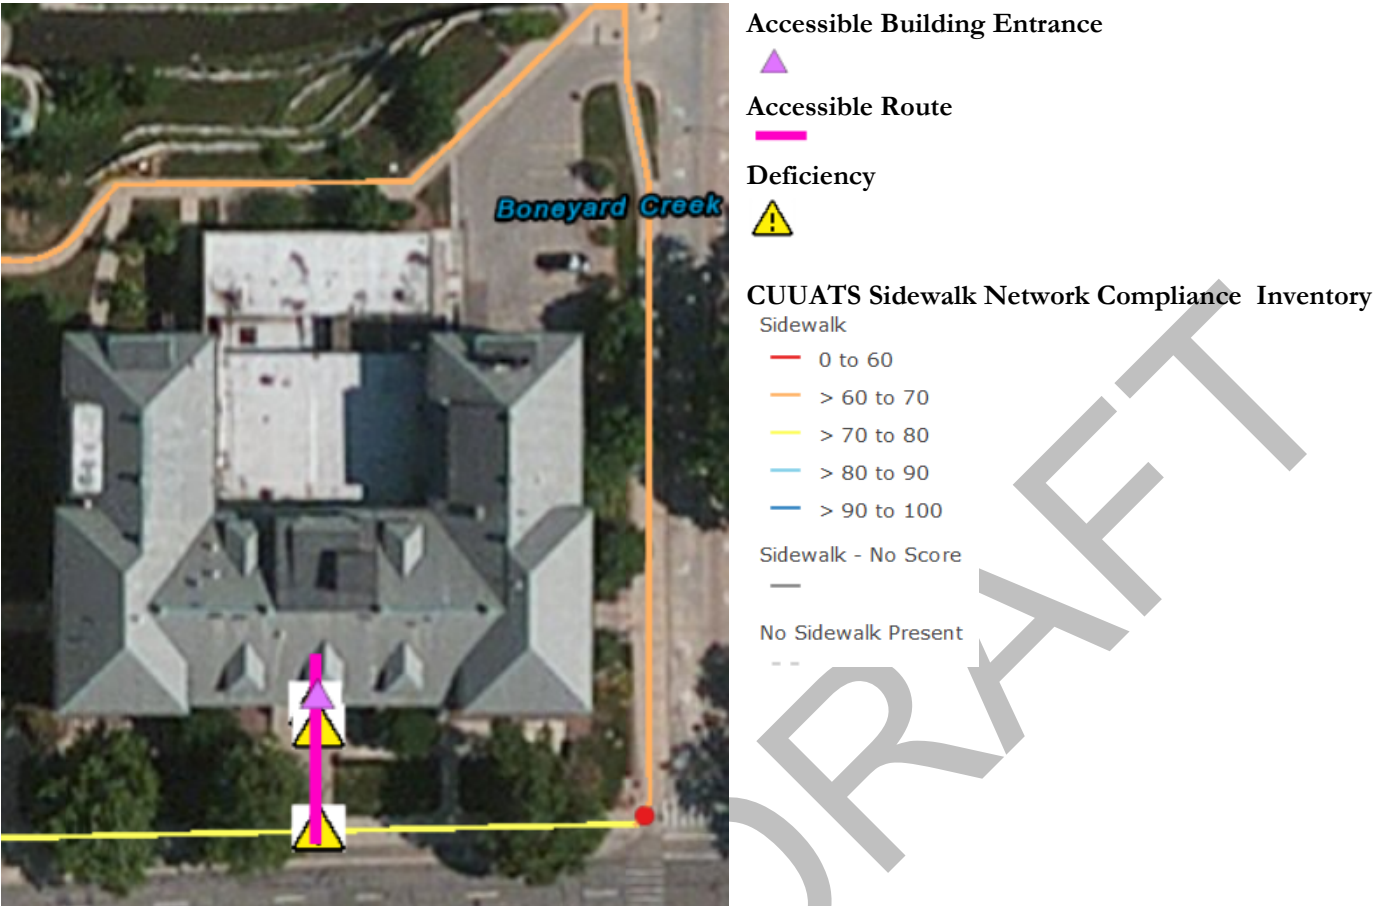 Accessible Building Entrance
Accessible Route
Deficiency
Boneyard Creek
CUUATS Sidewalk Network Compliance Inventory
Sidewalk
0 to 60
> 60 to 70
> 70 to 80
> 80 to 90
> 90 to 100
Sidewalk - No Score
No Sidewalk Present
DRAFT